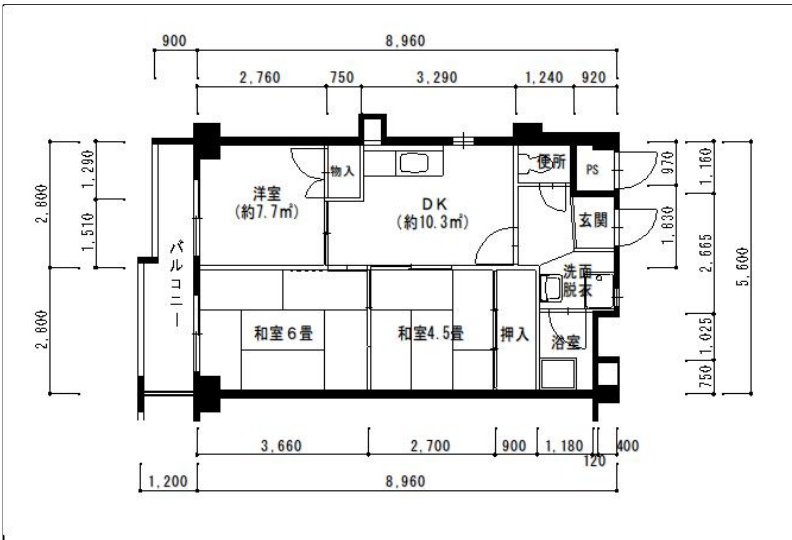 900
8,960
2,760
750
3,290
1,240
920
2,800
1,290
1,510
2,800
洋室
(約7.7㎡)
物入
DK
(約10.3㎡)
便所
PS
玄関
洗面
脱衣
バルコニー
和室6畳
和室4.5畳
押入
浴室
970
1,830
1,160
2,665
1,025
750
5,600
3,660
2,700
900
1,180
120
400
1,200
8,960